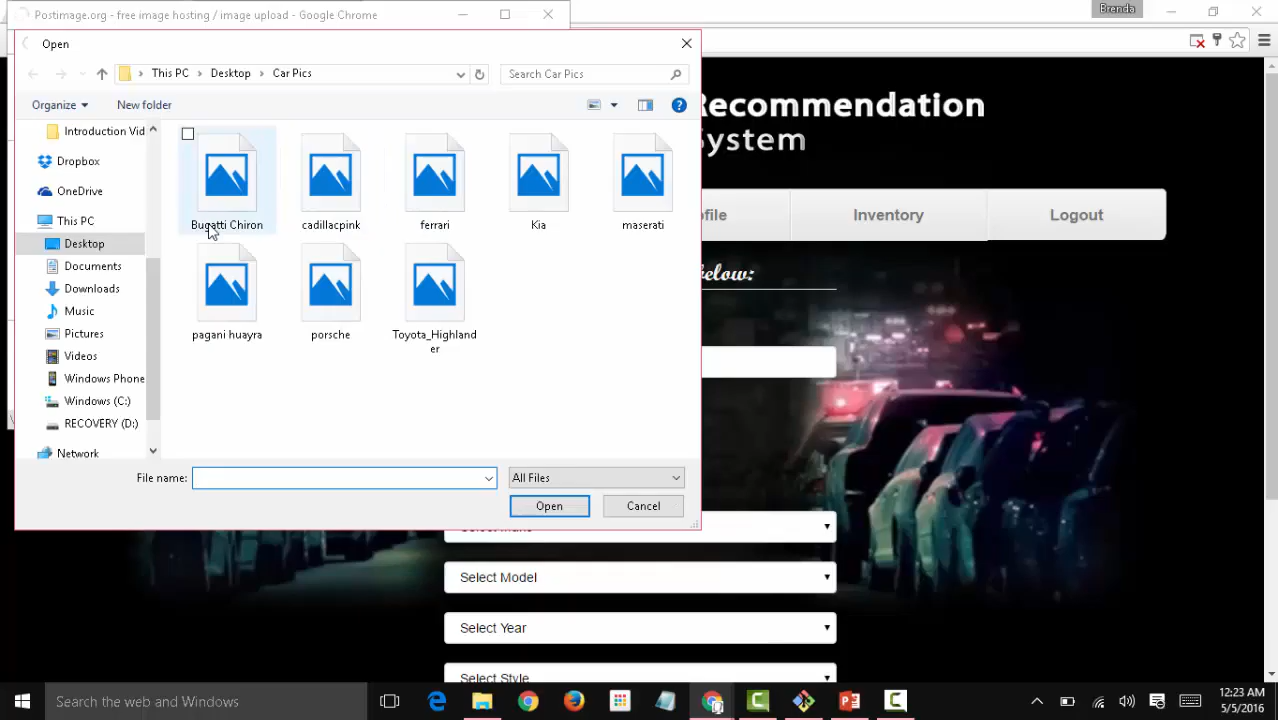 Postimage.org - free image hosting / image upload - Google Chrome
Brenda
Open
This PC > Desktop > Car Pics
Search Car Pics
Organize
New folder
Introduction Vid
Dropbox
OneDrive
This PC
Desktop
Documents
Downloads
Music
Pictures
Videos
Windows Phone
Windows (C:)
RECOVERY (D:)
Network
Bugatti Chiron
cadillacpink
ferrari
Kia
maserati
pagani huayra
porsche
Toyota_Highland
er
File name:
All Files
Open
Cancel
Recommendation
System
ofile
Inventory
Logout
below:
Select Make
Select Model
Select Year
Select Style
Search the web and Windows
12:23 AM
5/5/2016